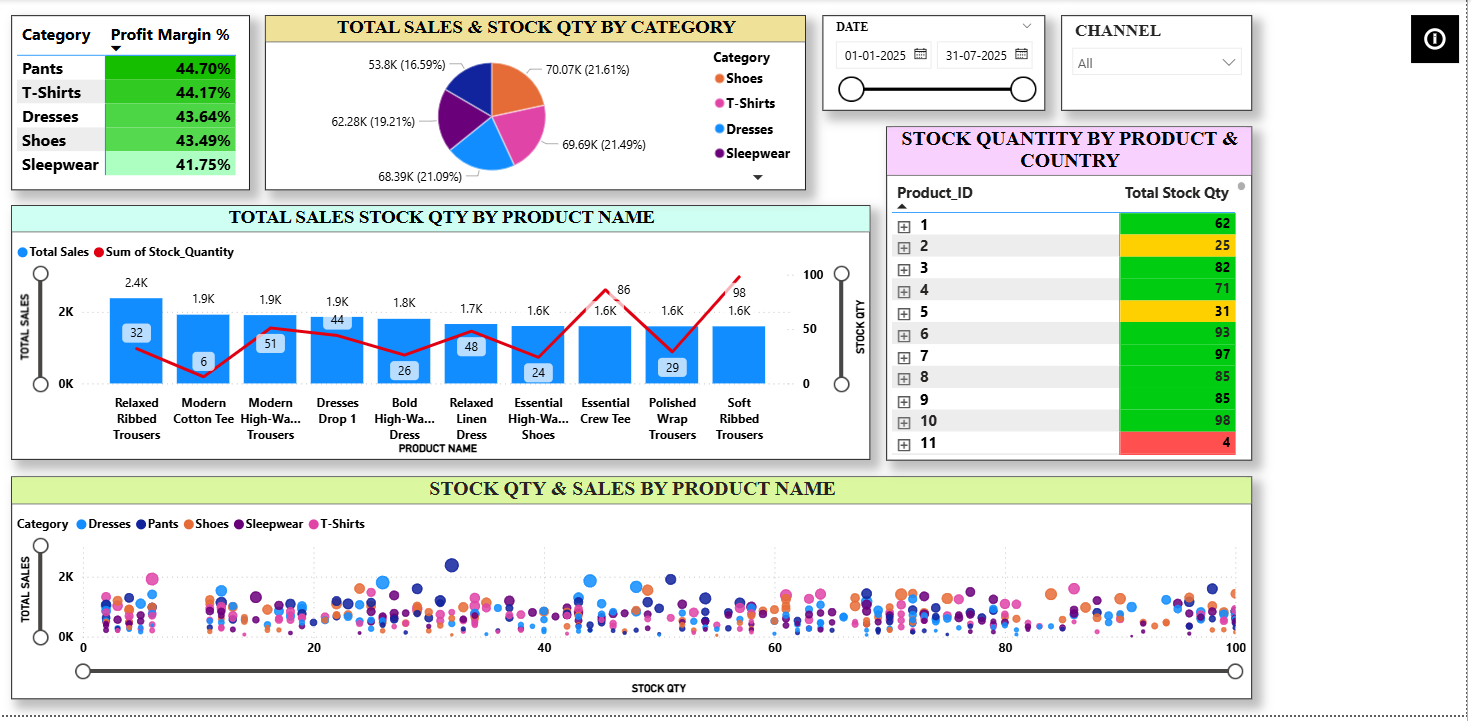 Category Profit Margin %
Pants 44.70%
T-Shirts 44.17%
Dresses 43.64%
Shoes 43.49%
Sleepwear 41.75%
TOTAL SALES & STOCK QTY BY CATEGORY
53.8K (16.59%)
70.07K (21.61%)
62.28K (19.21%)
69.69K (21.49%)
68.39K (21.09%)
Category
Shoes
T-Shirts
Dresses
Sleepwear
DATE
01-01-2025 31-07-2025
CHANNEL
All
STOCK QUANTITY BY PRODUCT &
COUNTRY
Product_ID Total Stock Qty
1 62
2 25
3 82
4 71
5 31
6 93
7 97
8 85
9 85
10 98
11 4
TOTAL SALES STOCK QTY BY PRODUCT NAME
Total Sales Sum of Stock_Quantity
TOTAL SALES
2K
0K
2.4K 1.9K 1.9K 1.9K 1.8K 1.7K 1.6K 1.6K 1.6K 1.6K
32 6 51 44 26 48 24 86 29 98
100
50
0
STOCK QTY
Relaxed Ribbed Trousers
Modern Cotton Tee
Modern High-Wa... Trousers
Dresses Drop 1
Bold High-Wa... Dress
Relaxed Linen Dress
Essential High-Wa... Shoes
Essential Crew Tee
Polished Wrap Trousers
Soft Ribbed Trousers
PRODUCT NAME
STOCK QTY & SALES BY PRODUCT NAME
Category Dresses Pants Shoes Sleepwear T-Shirts
TOTAL SALES
2K
0K
0 20 40 60 80 100
STOCK QTY